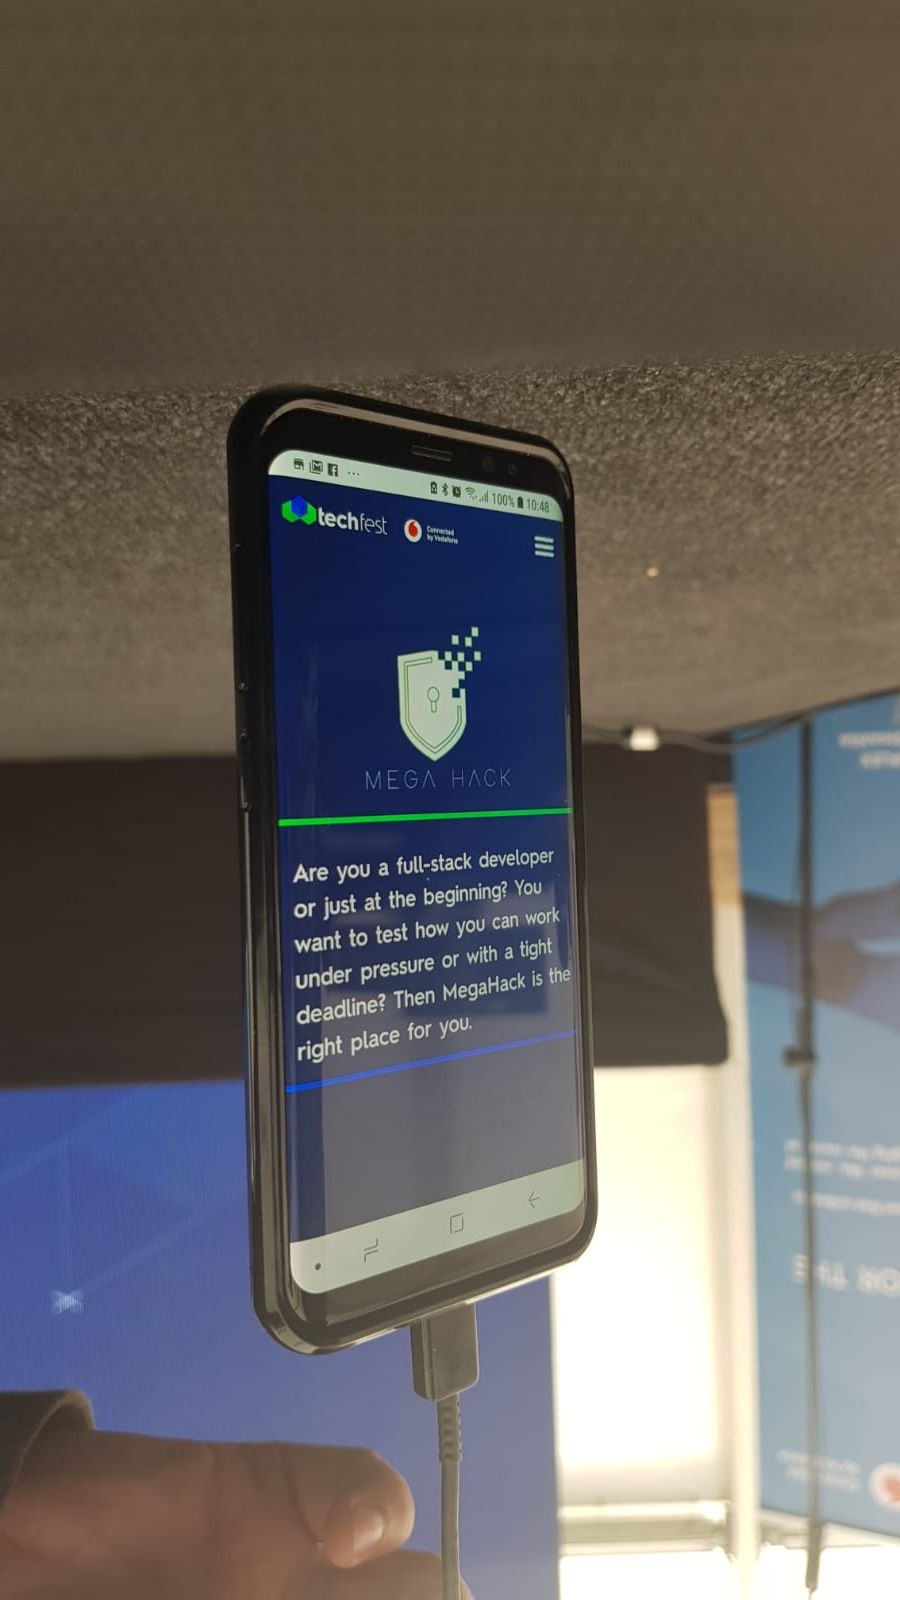 100% 10:48
techfest
Connected
by Vodafone
MEGA HACK
Are you a full-stack developer
or just at the beginning? You
want to test how you can work
under pressure or with a tight
deadline? Then MegaHack is the
right place for you.
OR THE